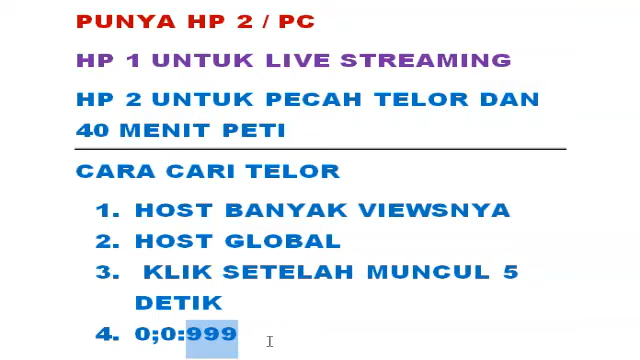 PUNYA HP 2 / PC
HP 1 UNTUK LIVE STREAMING
HP 2 UNTUK PECAH TELOR DAN
40 MENIT PETI
CARA CARI TELOR
1. HOST BANYAK VIEWSNYA
2. HOST GLOBAL
3. KLIK SETELAH MUNCUL 5
DETIK
4. 0;0:999